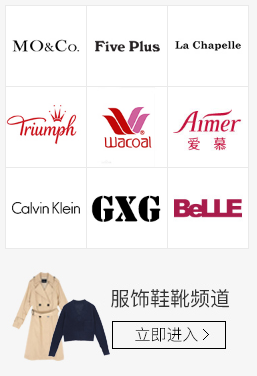 MO&Co.
Five Plus
La Chapelle
Triumph
Wacoal
Aimer
爱慕
Calvin Klein
GXG
BeLLE
服饰鞋靴频道
立即进入 >